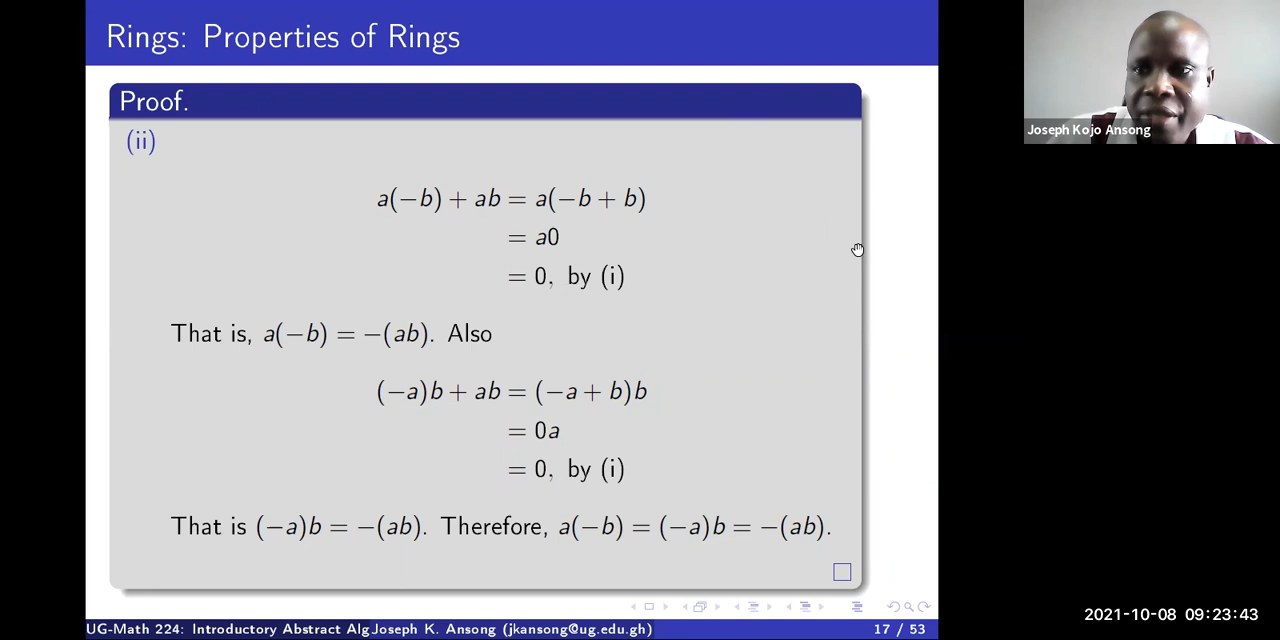 Rings: Properties of Rings
Joseph Kojo Ansong
Proof.
(ii)
a(−b) + ab = a(−b + b)
= a0
= 0, by (i)
That is, a(−b) = −(ab). Also
(−a)b + ab = (−a + b)b
= 0a
= 0, by (i)
That is (−a)b = −(ab). Therefore, a(−b) = (−a)b = −(ab).
UG-Math 224: Introductory Abstract Alg Joseph K. Ansong (jkansong@ug.edu.gh) 17 / 53
2021-10-08 09:23:43